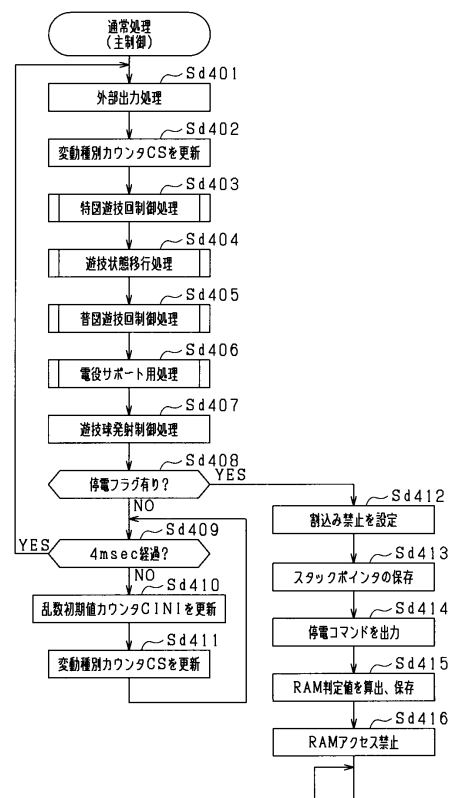 通常処理
(主制御)
Sd401
外部出力処理
Sd402
変動種別カウンタCSを更新
Sd403
特図遊技回制御処理
Sd404
遊技状態移行処理
Sd405
普図遊技回制御処理
Sd406
電役サポート用処理
Sd407
遊技球発射制御処理
Sd408
停電フラグ有り?
YES
NO
Sd409
YES
4msec経過?
NO
Sd410
乱数初期値カウンタCINIを更新
Sd411
変動種別カウンタCSを更新
Sd412
割込み禁止を設定
Sd413
スタックポインタの保存
Sd414
停電コマンドを出力
Sd415
RAM判定値を算出、保存
Sd416
RAMアクセス禁止